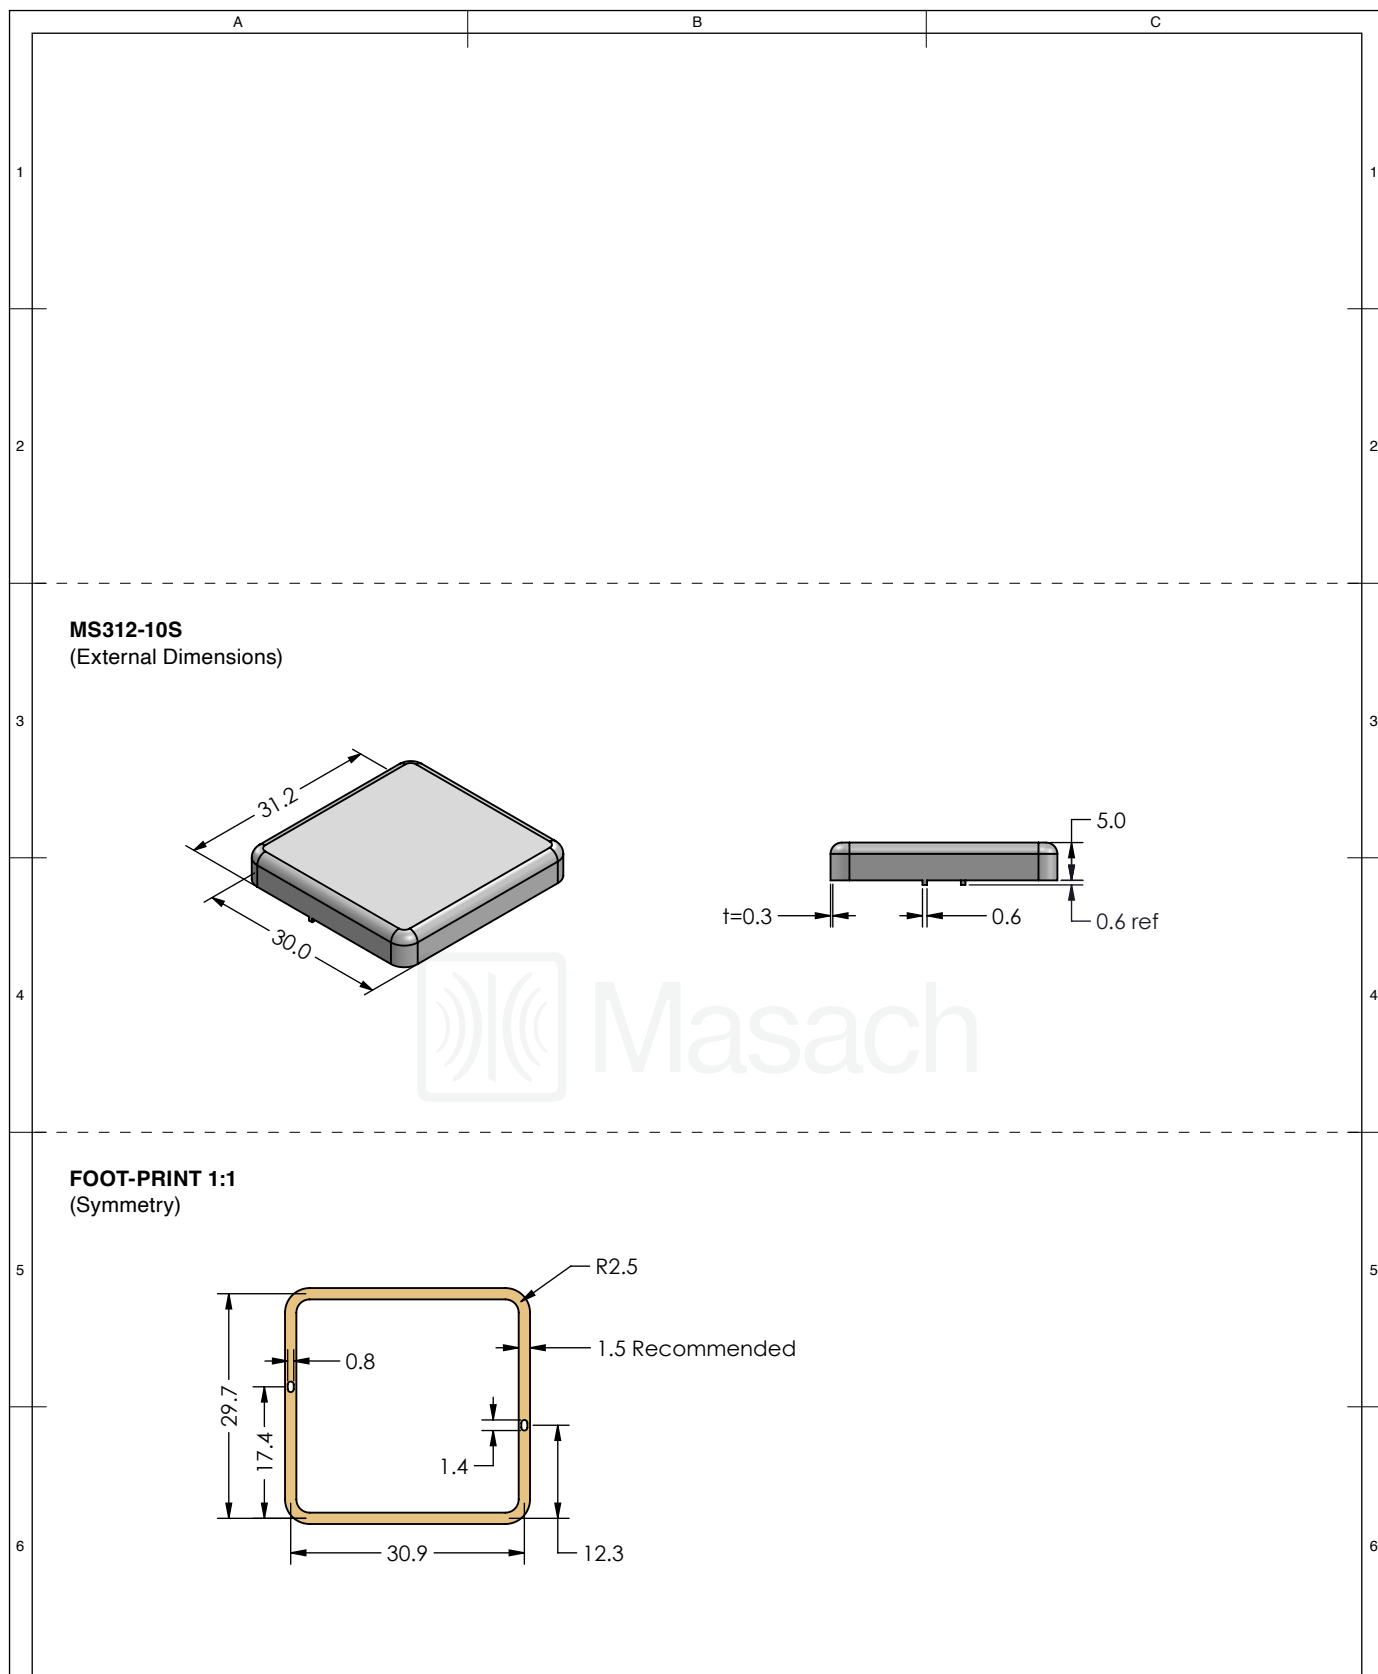 A B C
1 1
2 2
MS312-10S
(External Dimensions)
3 3
31.2
30.0
5.0
t=0.3
0.6
0.6 ref
4 4
Masach
FOOT-PRINT 1:1
(Symmetry)
5 5
R2.5
1.5 Recommended
0.8
29.7
17.4
1.4
30.9
12.3
6 6